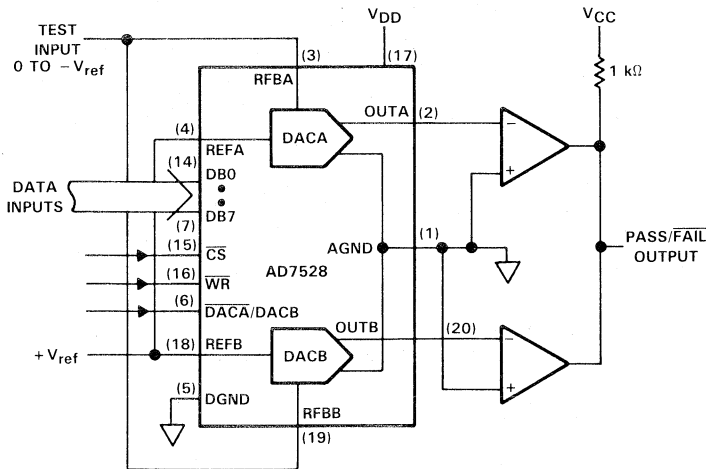 TEST
INPUT
0 TO −Vref
VDD
VCC
(3)
(17)
1 kΩ
RFBA
OUTA
(2)
(4)
DACA
−
REFA
(14)
DB0
+
DATA
INPUTS
DB7
(7)
AGND
(1)
PASS/FAIL
OUTPUT
(15)
CS
(16)
WR
AD7528
(6)
DACA/DACB
OUTB
(20)
+Vref
(18)
REFB
DACB
−
(5)
DGND
+
RFBB
(19)